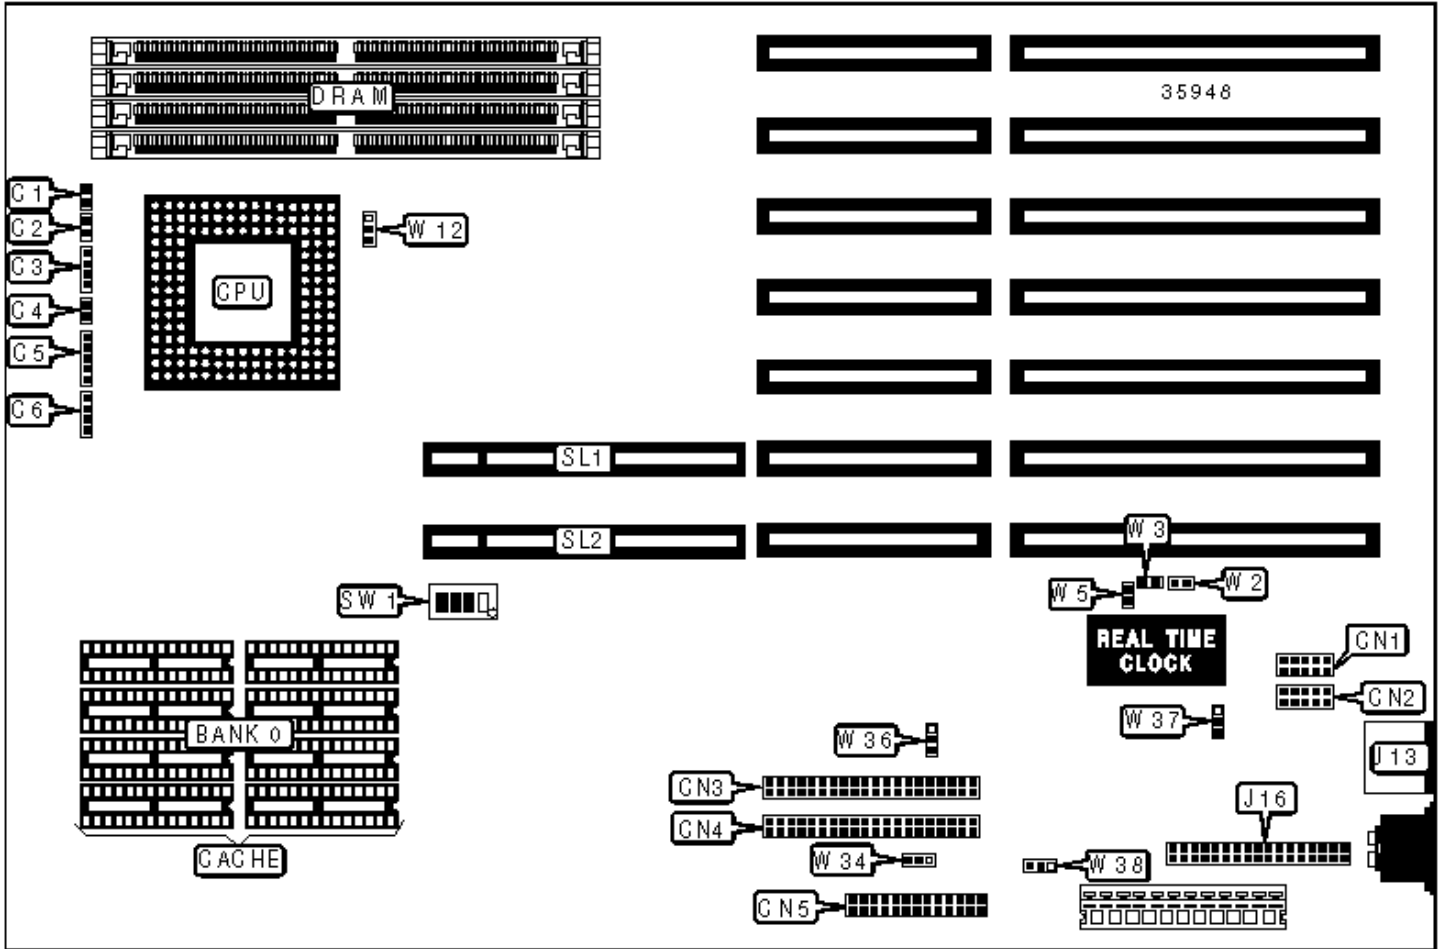 DRAM
35948
C1
C2
W12
C3
CPU
C4
C5
C6
SL1
SL2
W3
SW1
W5
W2
REAL TIME
CLOCK
CN1
CN2
BANK 0
W36
W37
J13
CN3
J16
CN4
CACHE
W34
W38
CN5